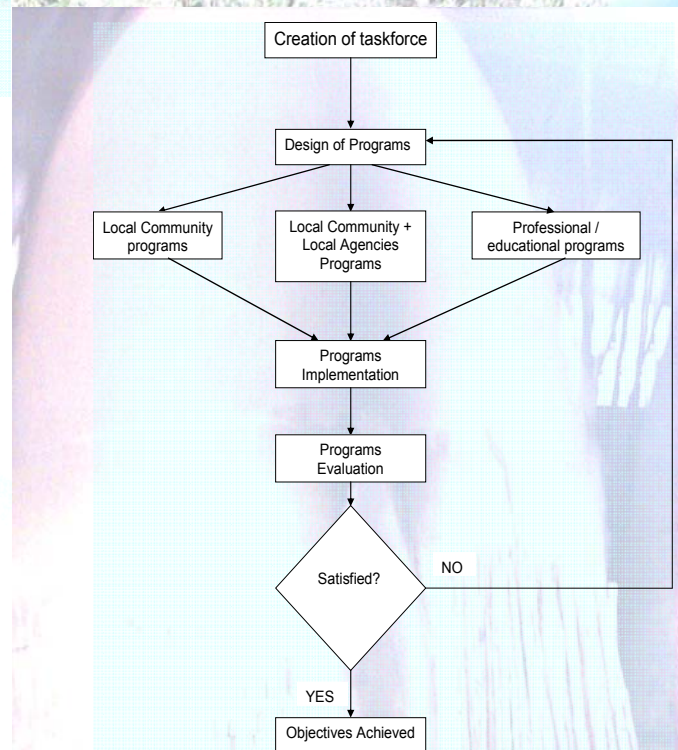 Creation of taskforce
Design of Programs
Local Community
programs
Local Community +
Local Agencies
Programs
Professional /
educational programs
Programs
Implementation
Programs
Evaluation
Satisfied?
NO
YES
Objectives Achieved